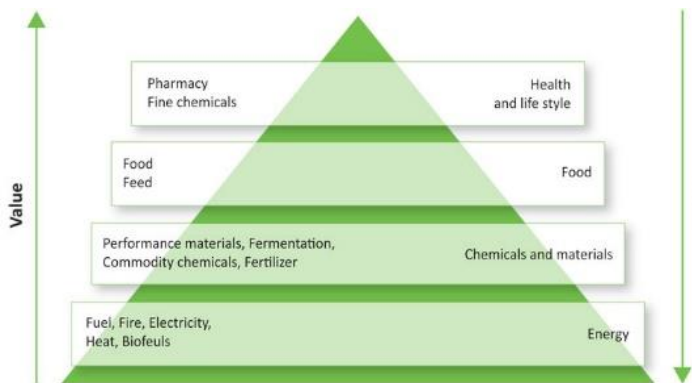 Pharmacy
Fine chemicals
Health
and life style
Food
Feed
Food
Value
Performance materials, Fermentation,
Commodity chemicals, Fertilizer
Chemicals and materials
Fuel, Fire, Electricity,
Heat, Biofeuls
Energy